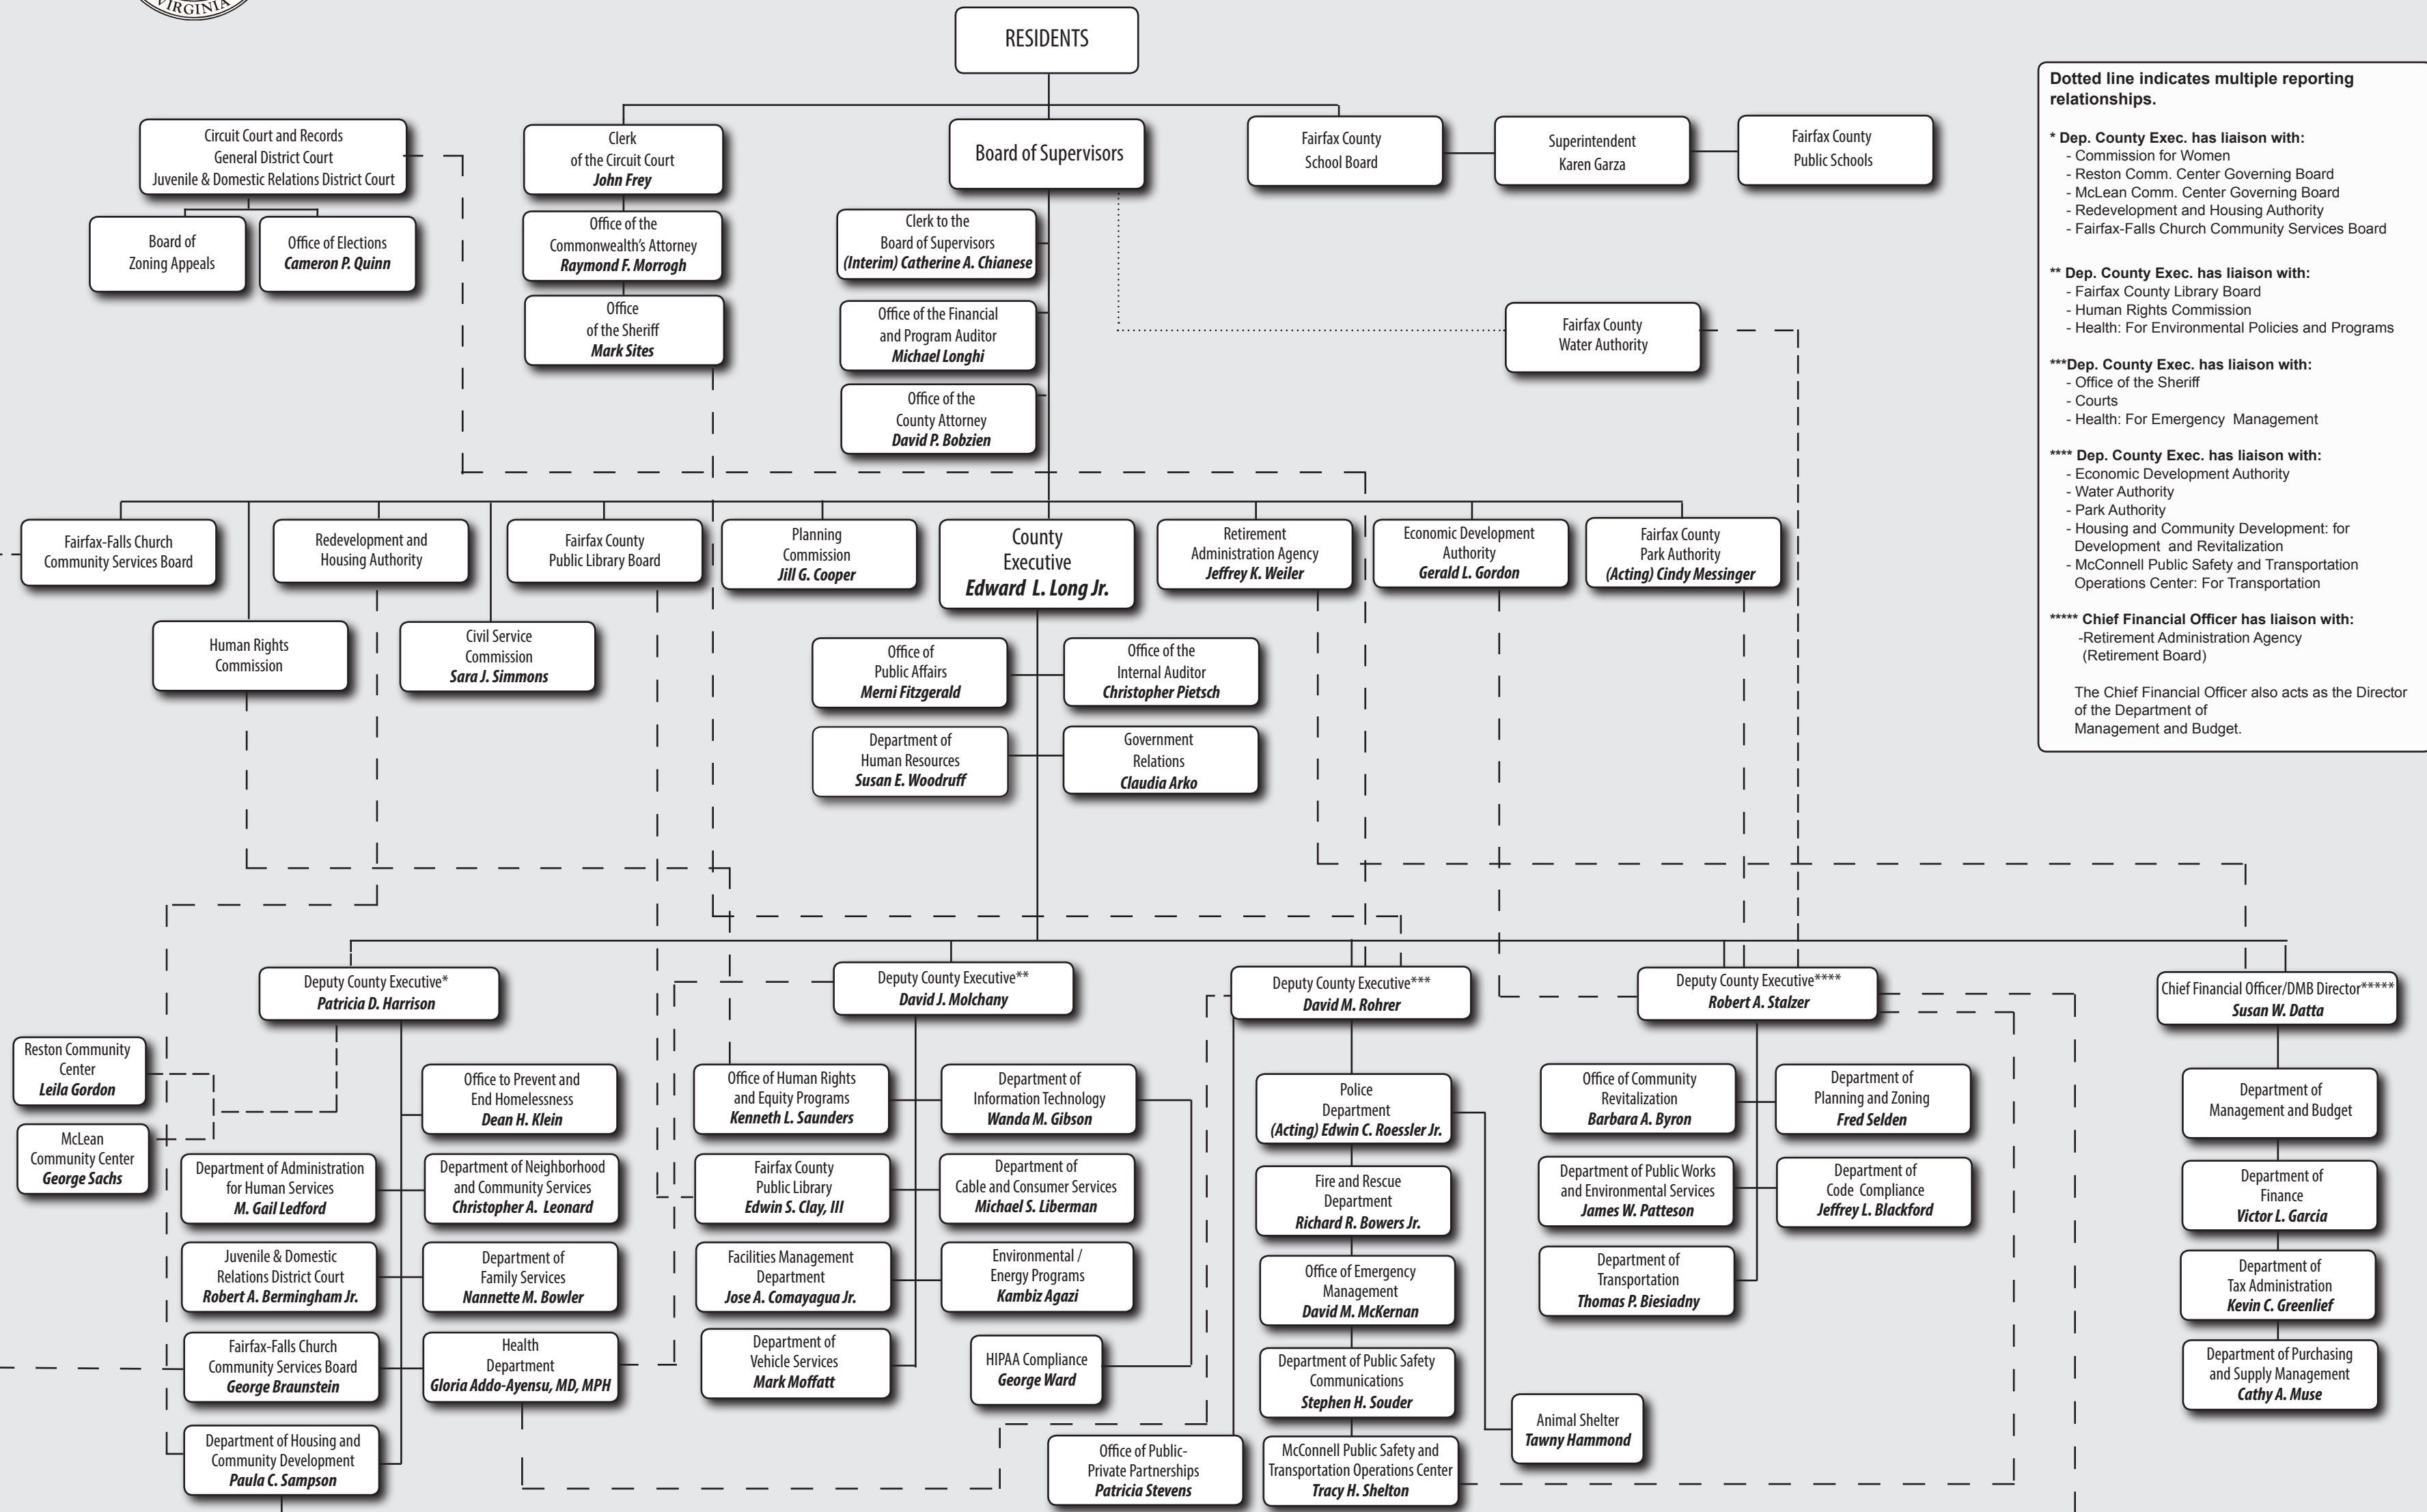 VIRGINIA
RESIDENTS
Circuit Court and Records
General District Court
Juvenile & Domestic Relations District Court
Clerk
of the Circuit Court
John Frey
Board of Supervisors
Fairfax County
School Board
Superintendent
Karen Garza
Fairfax County
Public Schools
Board of
Zoning Appeals
Office of Elections
Cameron P. Quinn
Office of the
Commonwealth's Attorney
Raymond F. Morrogh
Office
of the Sheriff
Mark Sites
Clerk to the
Board of Supervisors
(Interim) Catherine A. Chianese
Office of the Financial
and Program Auditor
Michael Longhi
Office of the
County Attorney
David P. Bobzien
Fairfax County
Water Authority
Dotted line indicates multiple reporting
relationships.
* Dep. County Exec. has liaison with:
- Commission for Women
- Reston Comm. Center Governing Board
- McLean Comm. Center Governing Board
- Redevelopment and Housing Authority
- Fairfax-Falls Church Community Services Board
** Dep. County Exec. has liaison with:
- Fairfax County Library Board
- Human Rights Commission
- Health: For Environmental Policies and Programs
***Dep. County Exec. has liaison with:
- Office of the Sheriff
- Courts
- Health: For Emergency Management
**** Dep. County Exec. has liaison with:
- Economic Development Authority
- Water Authority
- Park Authority
- Housing and Community Development: for
Development and Revitalization
- McConnell Public Safety and Transportation
Operations Center: For Transportation
***** Chief Financial Officer has liaison with:
-Retirement Administration Agency
(Retirement Board)
The Chief Financial Officer also acts as the Director
of the Department of
Management and Budget.
Fairfax-Falls Church
Community Services Board
Redevelopment and
Housing Authority
Fairfax County
Public Library Board
Planning
Commission
Jill G. Cooper
County
Executive
Edward L. Long Jr.
Retirement
Administration Agency
Jeffrey K. Weiler
Economic Development
Authority
Gerald L. Gordon
Fairfax County
Park Authority
(Acting) Cindy Messinger
Human Rights
Commission
Civil Service
Commission
Sara J. Simmons
Office of
Public Affairs
Merni Fitzgerald
Office of the
Internal Auditor
Christopher Pietsch
Department of
Human Resources
Susan E. Woodruff
Government
Relations
Claudia Arko
Deputy County Executive*
Patricia D. Harrison
Deputy County Executive**
David J. Molchany
Deputy County Executive***
David M. Rohrer
Deputy County Executive****
Robert A. Stalzer
Chief Financial Officer/DMB Director*****
Susan W. Datta
Reston Community
Center
Leila Gordon
McLean
Community Center
George Sachs
Office to Prevent and
End Homelessness
Dean H. Klein
Department of Administration
for Human Services
M. Gail Ledford
Department of Neighborhood
and Community Services
Christopher A. Leonard
Juvenile & Domestic
Relations District Court
Robert A. Bermingham Jr.
Department of
Family Services
Nannette M. Bowler
Fairfax-Falls Church
Community Services Board
George Braunstein
Health
Department
Gloria Addo-Ayensu, MD, MPH
Department of Housing and
Community Development
Paula C. Sampson
Office of Human Rights
and Equity Programs
Kenneth L. Saunders
Department of
Information Technology
Wanda M. Gibson
Fairfax County
Public Library
Edwin S. Clay, III
Department of
Cable and Consumer Services
Michael S. Liberman
Facilities Management
Department
Jose A. Comayagua Jr.
Environmental /
Energy Programs
Kambiz Agazi
Department of
Vehicle Services
Mark Moffatt
HIPAA Compliance
George Ward
Office of Public-
Private Partnerships
Patricia Stevens
Police
Department
(Acting) Edwin C. Roessler Jr.
Fire and Rescue
Department
Richard R. Bowers Jr.
Office of Emergency
Management
David M. McKernan
Department of Public Safety
Communications
Stephen H. Souder
McConnell Public Safety and
Transportation Operations Center
Tracy H. Shelton
Animal Shelter
Tawny Hammond
Office of Community
Revitalization
Barbara A. Byron
Department of
Planning and Zoning
Fred Selden
Department of Public Works
and Environmental Services
James W. Patteson
Department of
Code Compliance
Jeffrey L. Blackford
Department of
Transportation
Thomas P. Biesiadny
Department of
Management and Budget
Department of
Finance
Victor L. Garcia
Department of
Tax Administration
Kevin C. Greenlief
Department of Purchasing
and Supply Management
Cathy A. Muse